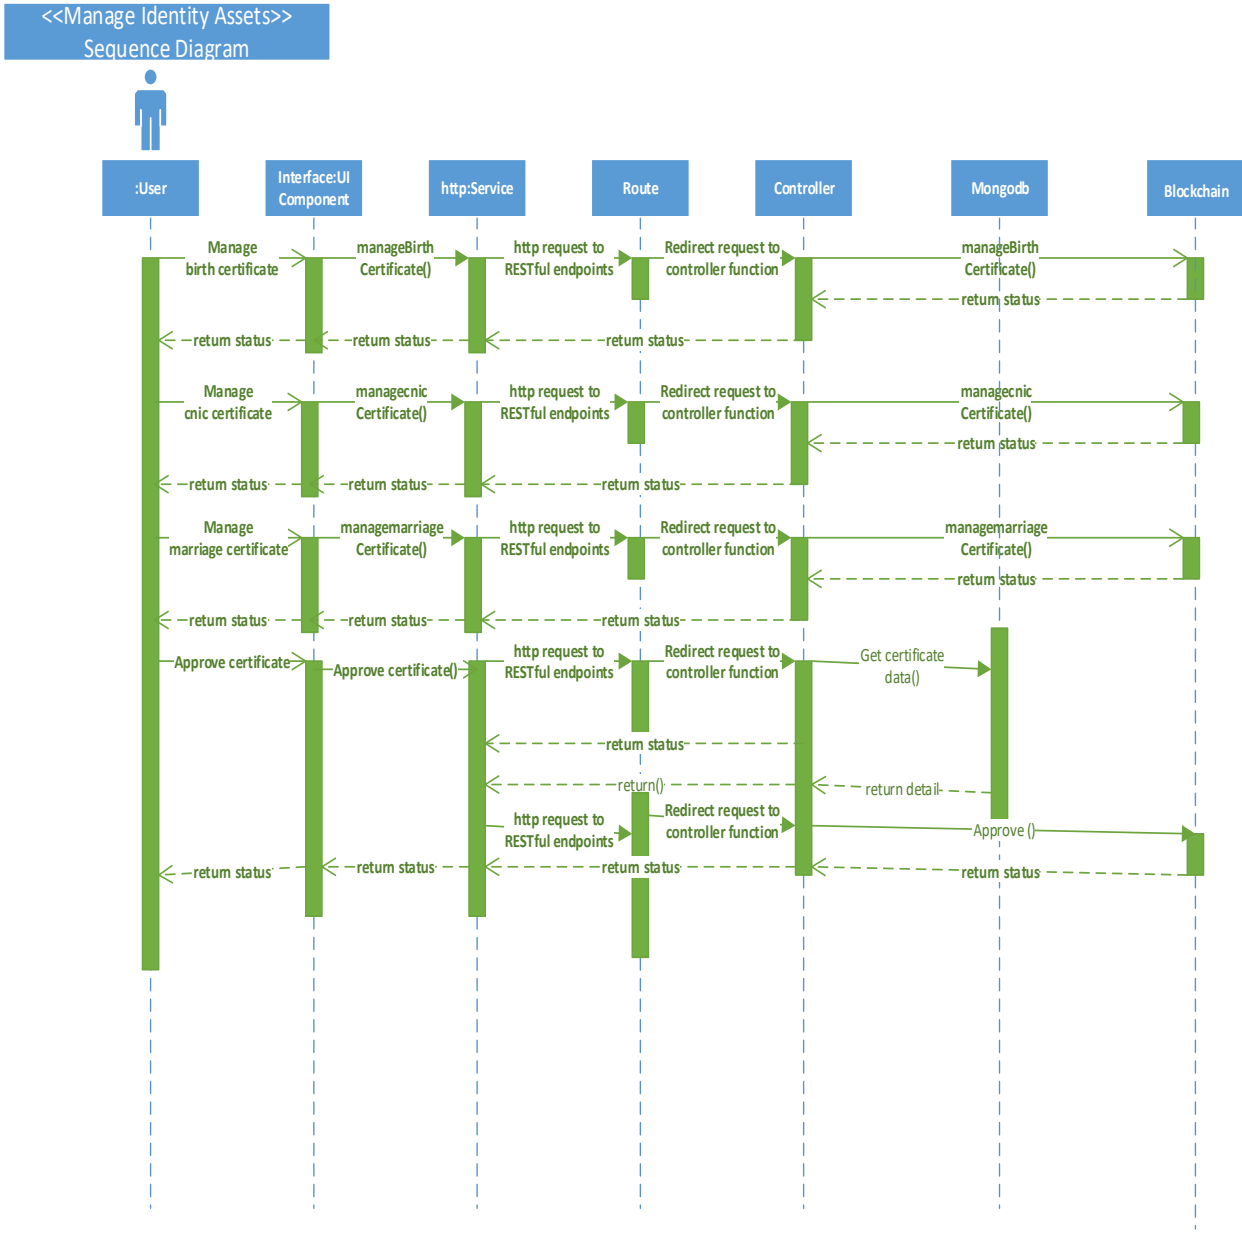 <<Manage Identity Assets>>
Sequence Diagram
:User
Interface:UI
Component
http:Service
Route
Controller
Mongodb
Blockchain
Manage
birth certificate
manageBirth
Certificate()
http request to
RESTful endpoints
Redirect request to
controller function
manageBirth
Certificate()
return status
return status
return status
return status
Manage
cnic certificate
managecnic
Certificate()
http request to
RESTful endpoints
Redirect request to
controller function
managecnic
Certificate()
return status
return status
return status
return status
Manage
marriage certificate
managemarriage
Certificate()
http request to
RESTful endpoints
Redirect request to
controller function
managemarriage
Certificate()
return status
return status
return status
return status
Approve certificate
Approve certificate()
http request to
RESTful endpoints
Redirect request to
controller function
Get certificate
data()
return status
return()
return detail
http request to
RESTful endpoints
Redirect request to
controller function
Approve ()
return status
return status
return status
return status